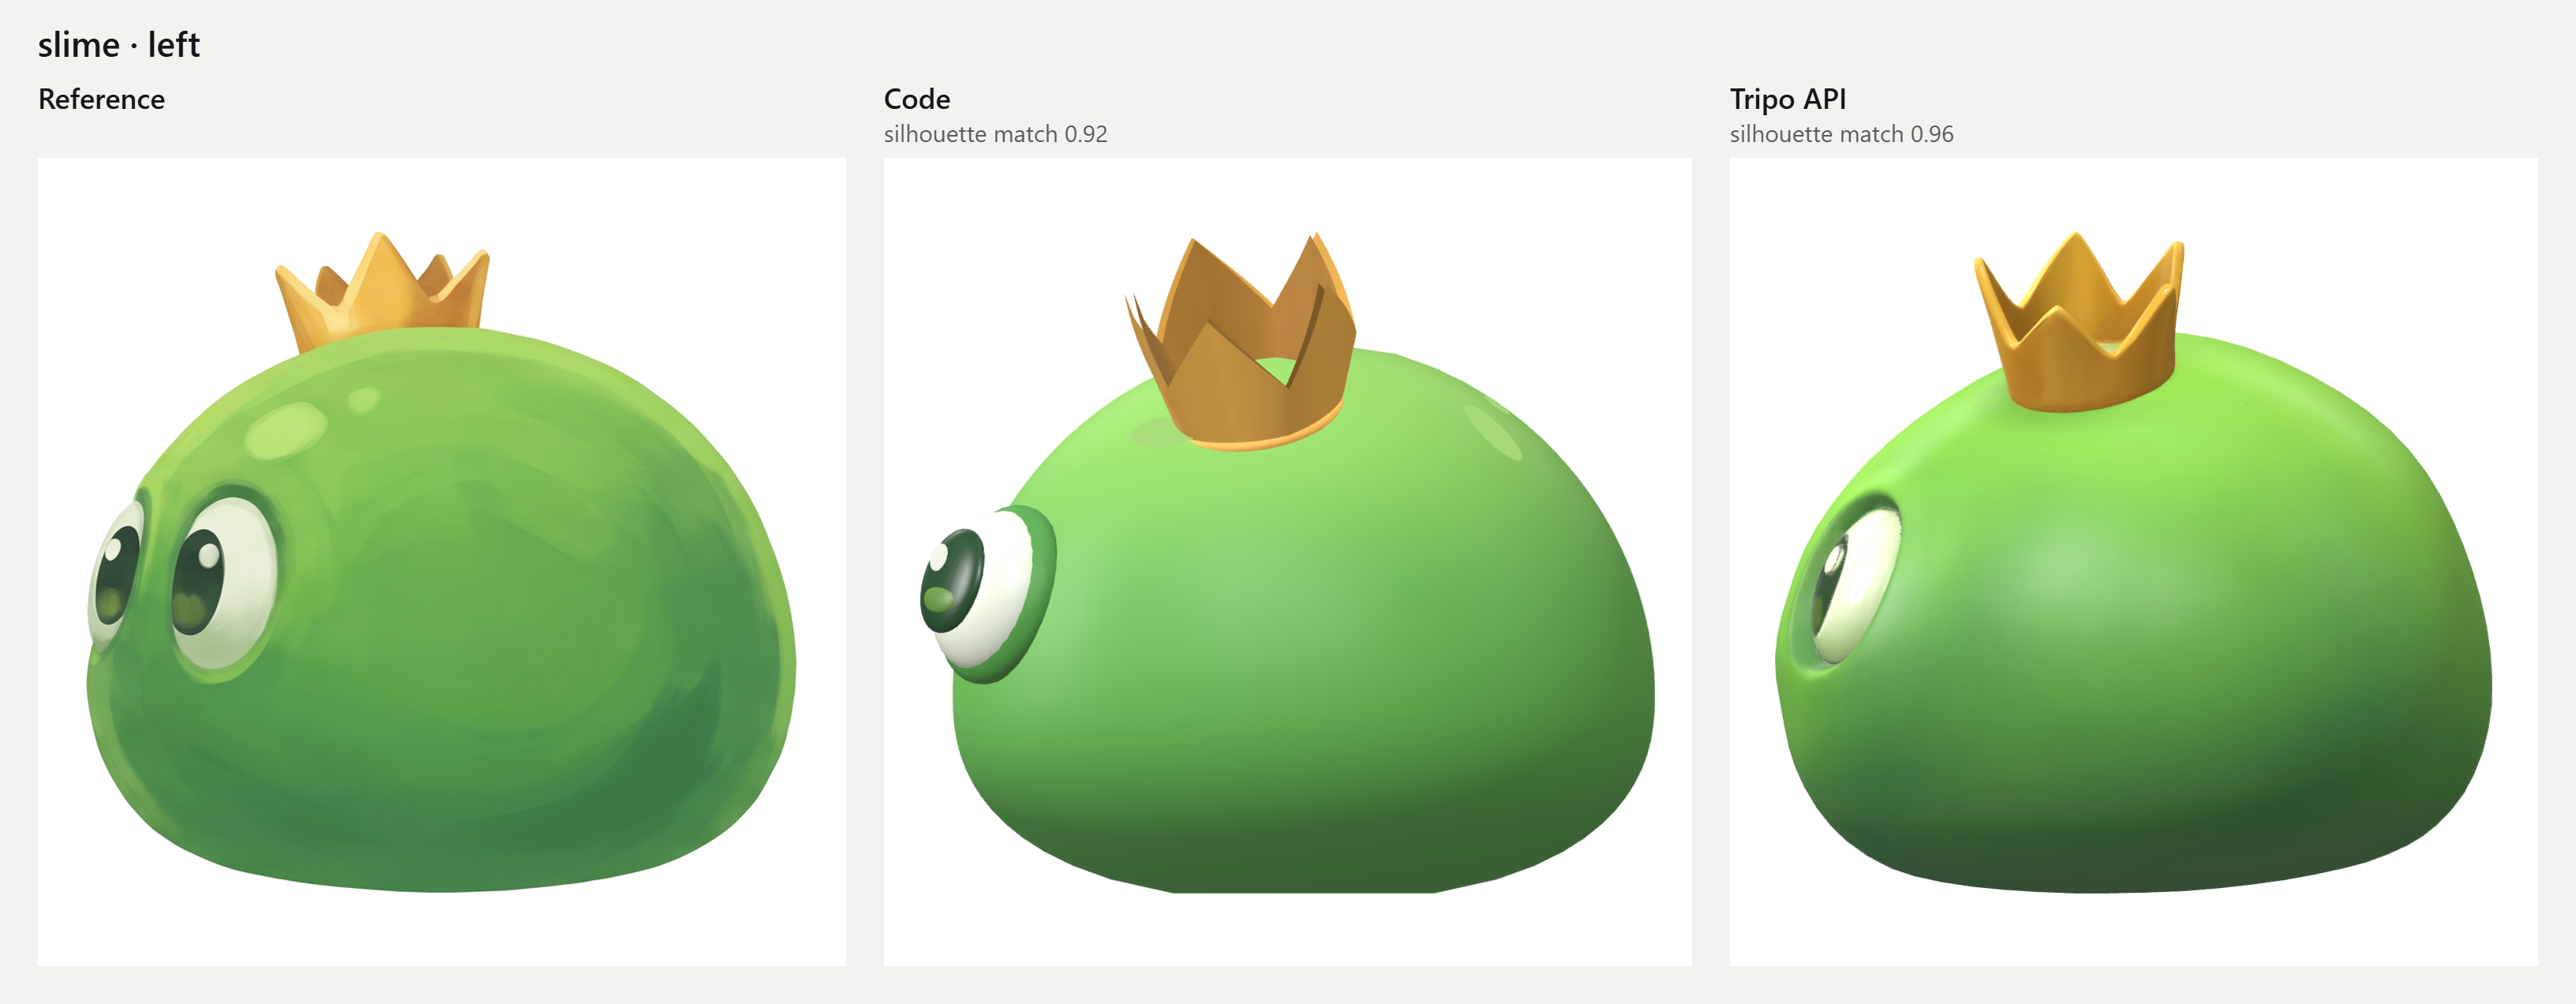 slime · left
Reference
Code
silhouette match 0.92
Tripo API
silhouette match 0.96